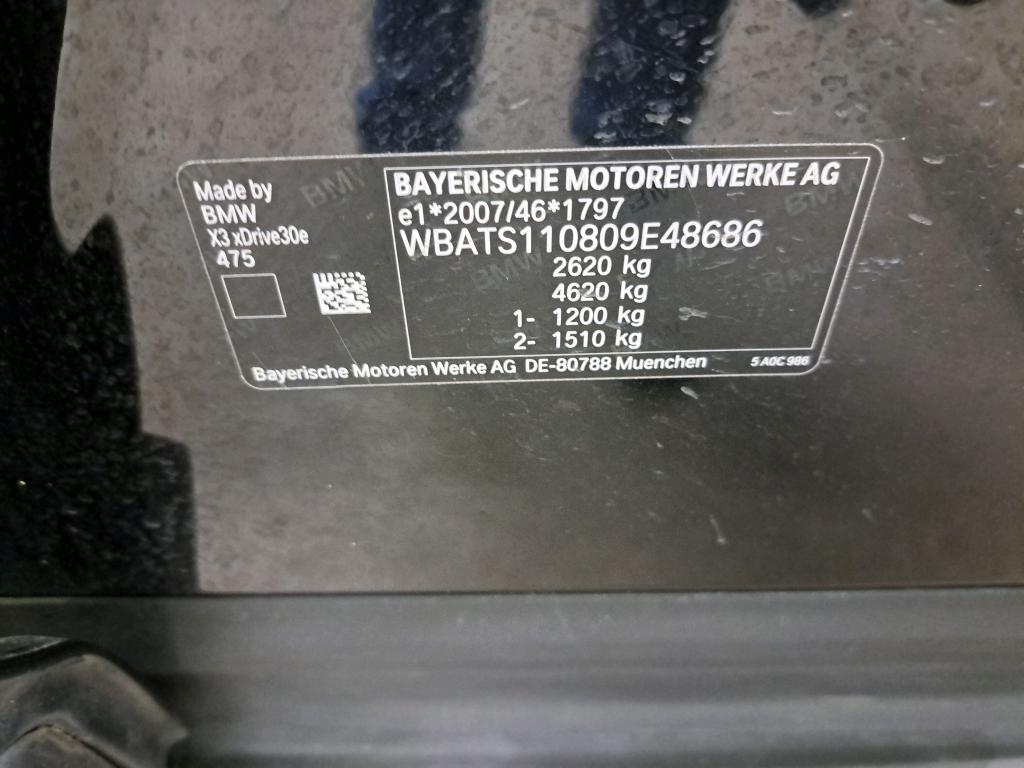 Made by
BMW
X3 xDrive30e
475
BAYERISCHE MOTOREN WERKE AG
e1*2007/46*1797
WBATS110809E48686
2620 kg
4620 kg
1- 1200 kg
2- 1510 kg
Bayerische Motoren Werke AG DE-80788 Muenchen
5 A0C 986